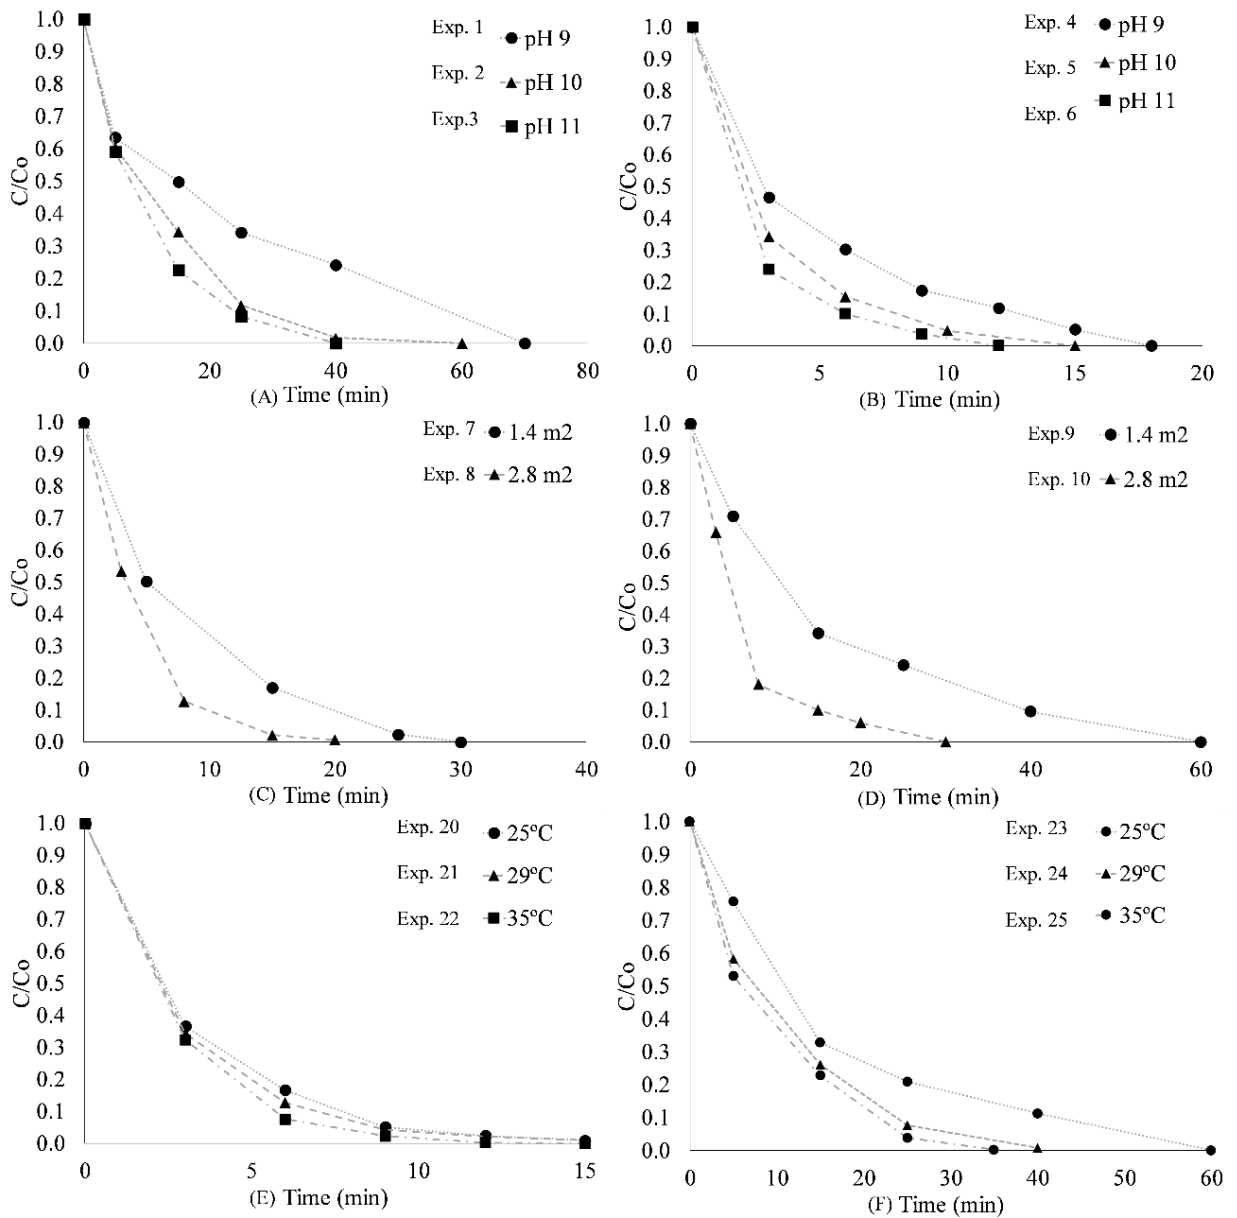 C/Co
1.0
0.9
0.8
0.7
0.6
0.5
0.4
0.3
0.2
0.1
0.0
0 20 40 60 80
(A) Time (min)
Exp. 1 pH 9
Exp. 2 pH 10
Exp.3 pH 11
C/Co
1.0
0.9
0.8
0.7
0.6
0.5
0.4
0.3
0.2
0.1
0.0
0 5 10 15 20
(B) Time (min)
Exp. 4 pH 9
Exp. 5 pH 10
Exp. 6 pH 11
C/Co
1.0
0.9
0.8
0.7
0.6
0.5
0.4
0.3
0.2
0.1
0.0
0 10 20 30 40
(C) Time (min)
Exp. 7 1.4 m2
Exp. 8 2.8 m2
C/Co
1.0
0.9
0.8
0.7
0.6
0.5
0.4
0.3
0.2
0.1
0.0
0 20 40 60
(D) Time (min)
Exp.9 1.4 m2
Exp. 10 2.8 m2
C/Co
1.0
0.9
0.8
0.7
0.6
0.5
0.4
0.3
0.2
0.1
0.0
0 5 10 15
(E) Time (min)
Exp. 20 25ºC
Exp. 21 29ºC
Exp. 22 35ºC
C/Co
1.0
0.9
0.8
0.7
0.6
0.5
0.4
0.3
0.2
0.1
0.0
0 10 20 30 40 50 60
(F) Time (min)
Exp. 23 25ºC
Exp. 24 29ºC
Exp. 25 35ºC